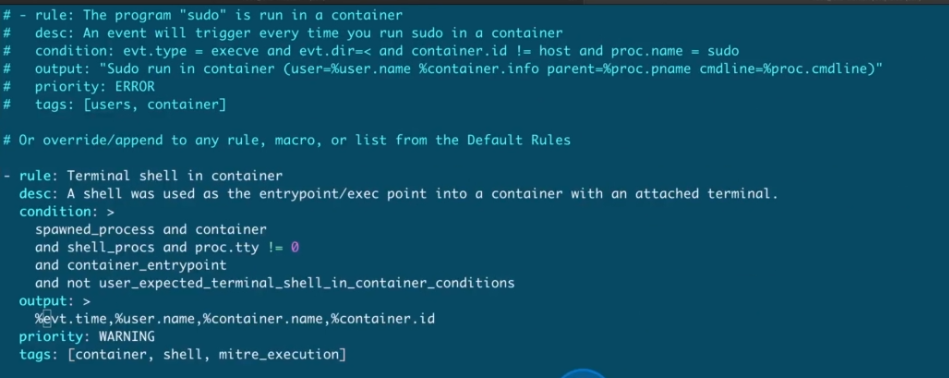 # - rule: The program "sudo" is run in a container
#   desc: An event will trigger every time you run sudo in a container
#   condition: evt.type = execve and evt.dir=< and container.id != host and proc.name = sudo
#   output: "Sudo run in container (user=%user.name %container.info parent=%proc.pname cmdline=%proc.cmdline)"
#   priority: ERROR
#   tags: [users, container]
# Or override/append to any rule, macro, or list from the Default Rules
- rule: Terminal shell in container
  desc: A shell was used as the entrypoint/exec point into a container with an attached terminal.
  condition: >
    spawned_process and container
    and shell_procs and proc.tty != 0
    and container_entrypoint
    and not user_expected_terminal_shell_in_container_conditions
  output: >
    %evt.time,%user.name,%container.name,%container.id
  priority: WARNING
  tags: [container, shell, mitre_execution]